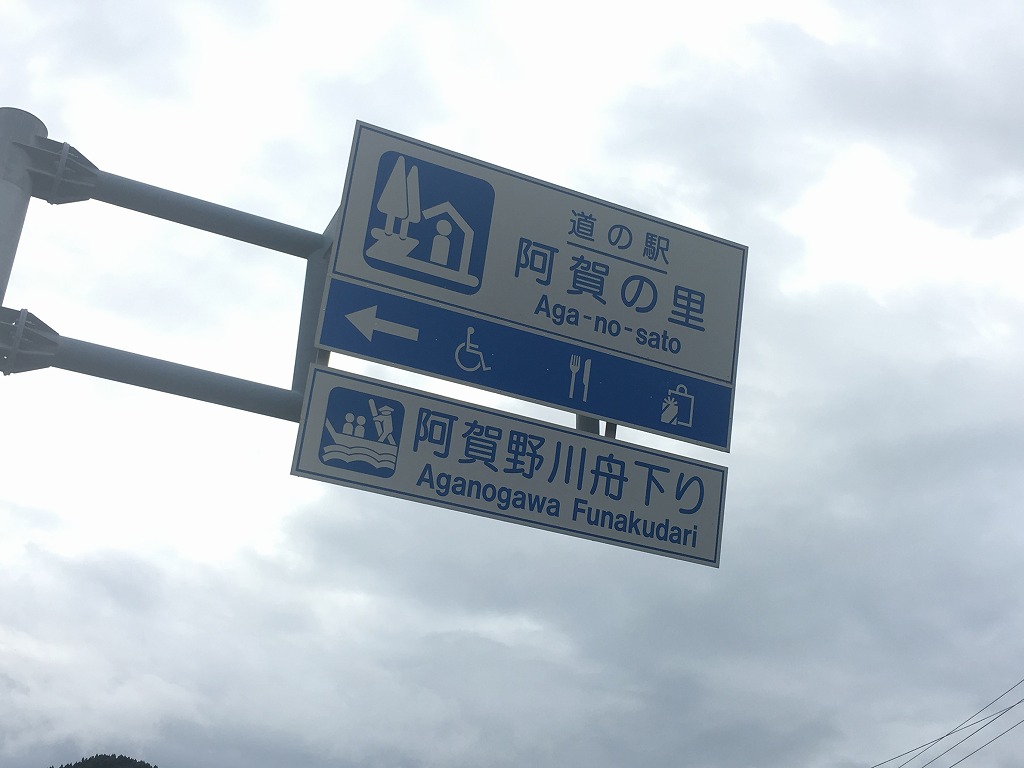 道の駅
阿賀の里
Aga-no-sato
阿賀野川舟下り
Aganogawa Funakudari